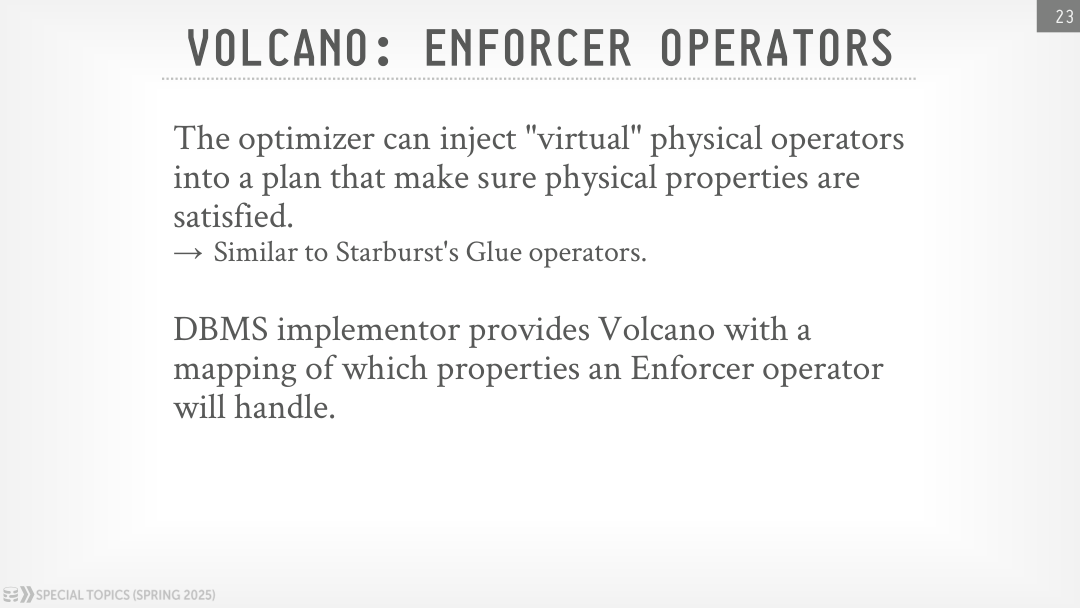 23
VOLCANO: ENFORCER OPERATORS
The optimizer can inject "virtual" physical operators
into a plan that make sure physical properties are
satisfied.
→ Similar to Starburst's Glue operators.
DBMS implementor provides Volcano with a
mapping of which properties an Enforcer operator
will handle.
SPECIAL TOPICS (SPRING 2025)